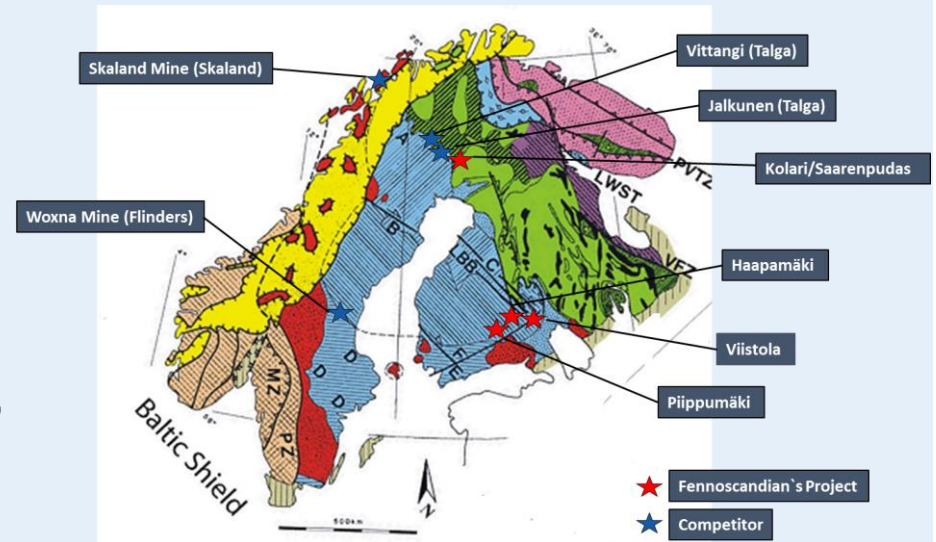 Skaland Mine (Skaland)
Vittangi (Talga)
Jalkunen (Talga)
Kolari/Saarenpudas
Woxna Mine (Flinders)
Haapamäki
Viistola
Piippumäki
A
B
LBB
C
D
D
D
E
E
MZ
PZ
LWST
PVTZ
VFZ
Baltic Shield
500km
N
Fennoscandian`s Project
Competitor